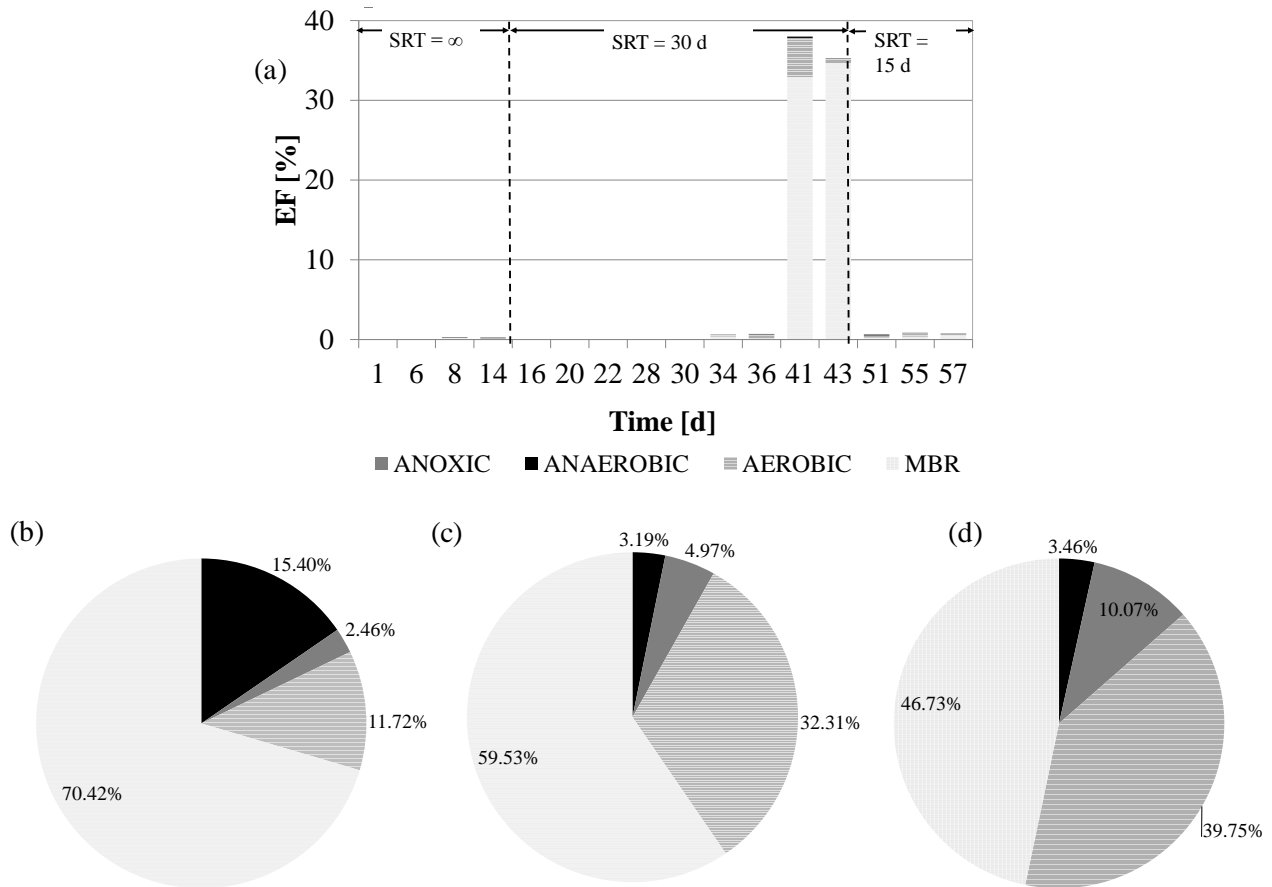 40
SRT = ∞
SRT = 30 d
SRT =
15 d
(a)
30
EF [%]
20
10
0
1 6 8 14 16 20 22 28 30 34 36 41 43 51 55 57
Time [d]
ANOXIC ANAEROBIC AEROBIC MBR
(b)
15.40%
2.46%
11.72%
70.42%
(c)
3.19%
4.97%
32.31%
59.53%
(d)
3.46%
10.07%
46.73%
39.75%